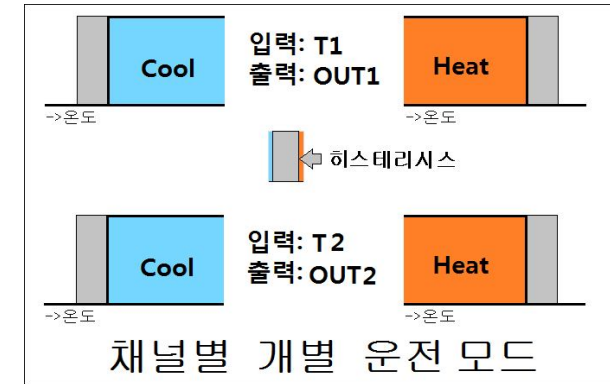 Cool
입력: T1
출력: OUT1
Heat
->온도
->온도
히스테리시스
Cool
입력: T2
출력: OUT2
Heat
->온도
->온도
채널별 개별 운전 모드